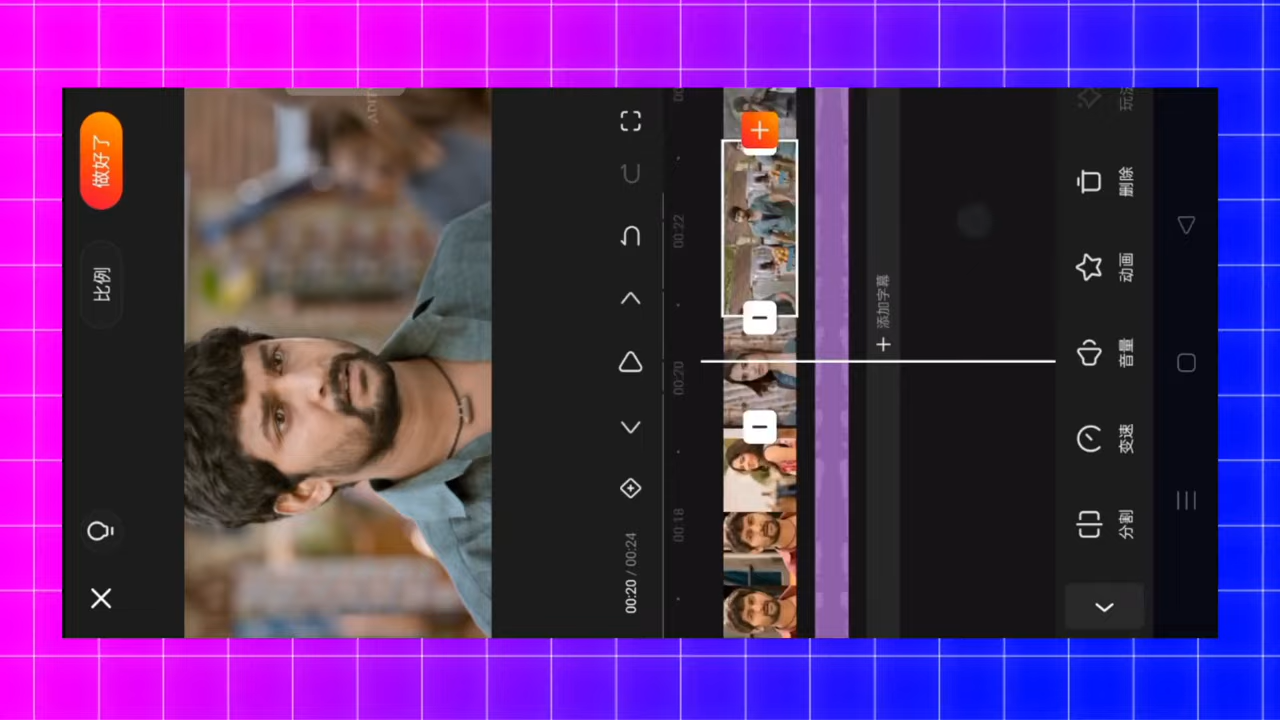 做好了
比例
00:20 / 00:24
00:18
00:20
00:22
00
+ 添加字幕
分割
变速
音量
动画
删除